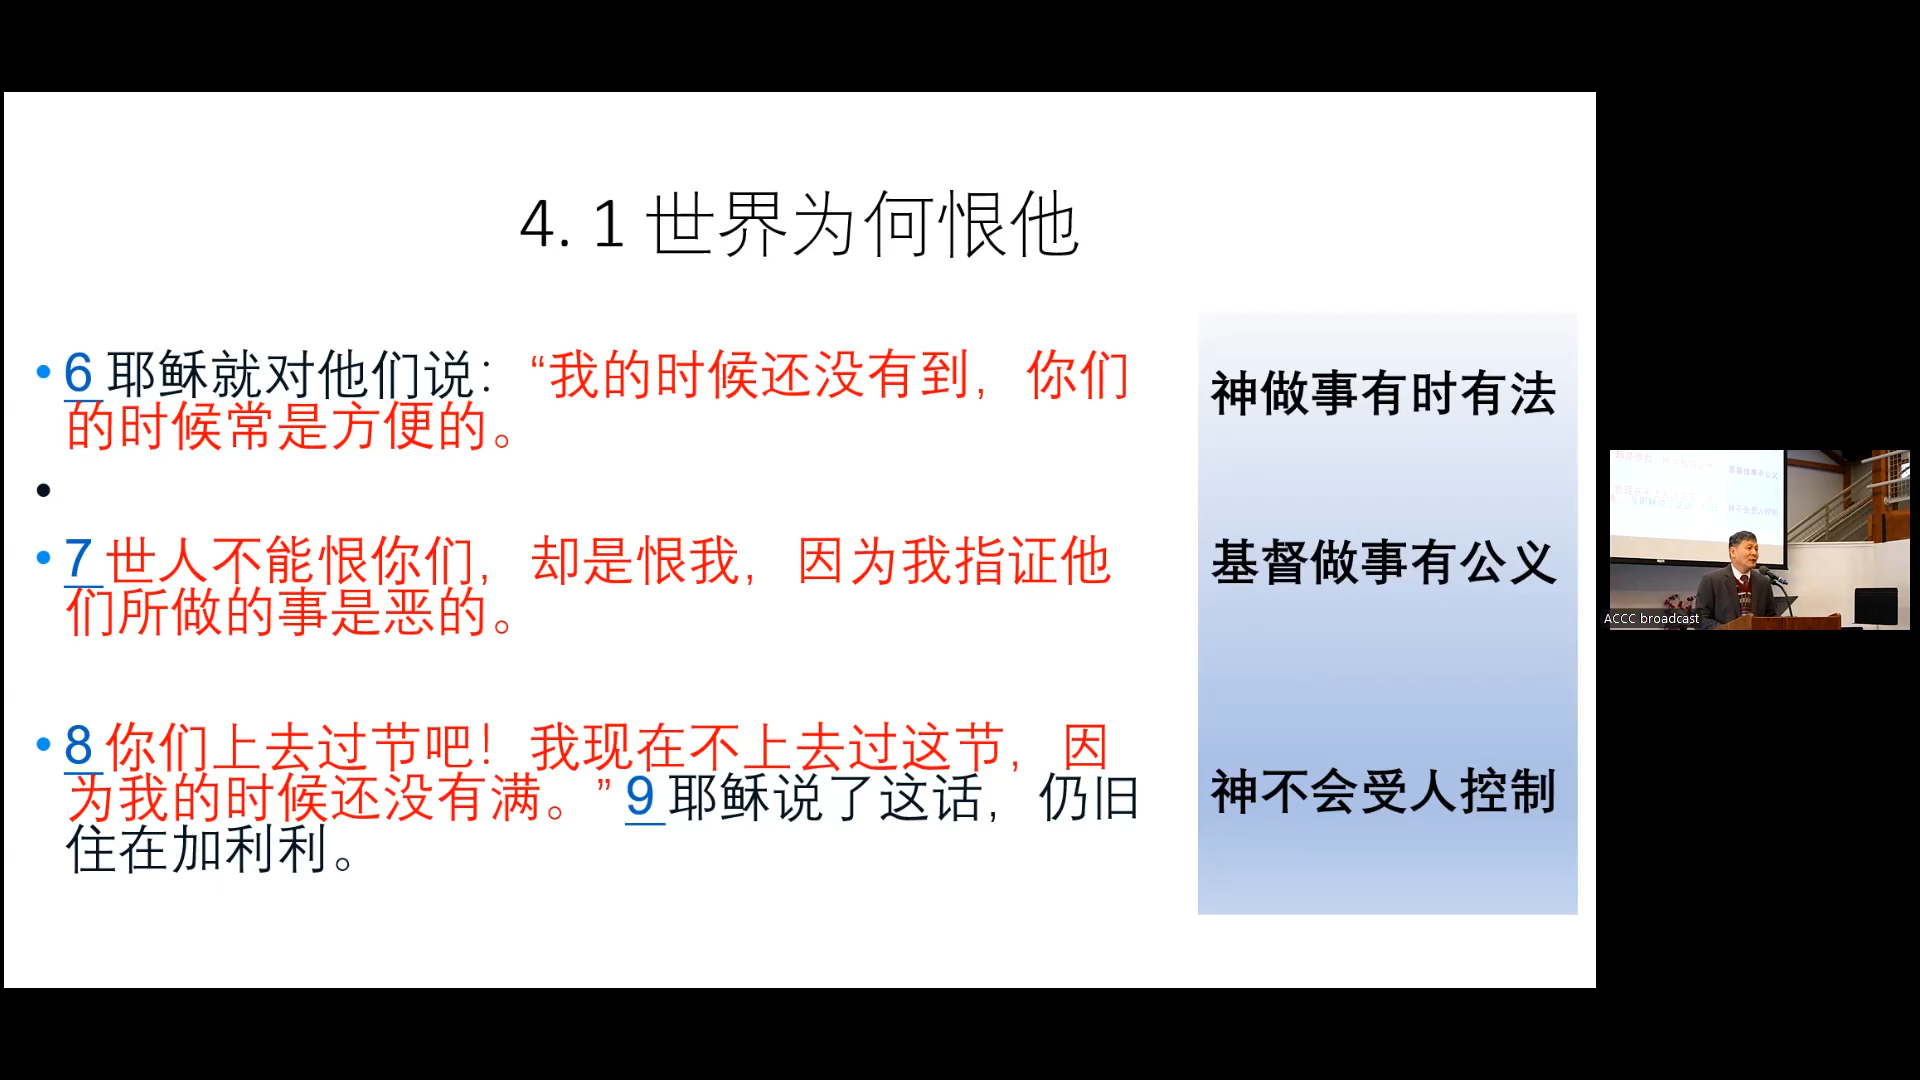 4. 1 世界为何恨他
• 6 耶稣就对他们说：“我的时候还没有到，你们
的时候常是方便的。
•
• 7 世人不能恨你们，却是恨我，因为我指证他
们所做的事是恶的。
• 8 你们上去过节吧！我现在不上去过这节，因
为我的时候还没有满。” 9 耶稣说了这话，仍旧
住在加利利。
神做事有时有法
基督做事有公义
神不会受人控制
ACCC broadcast